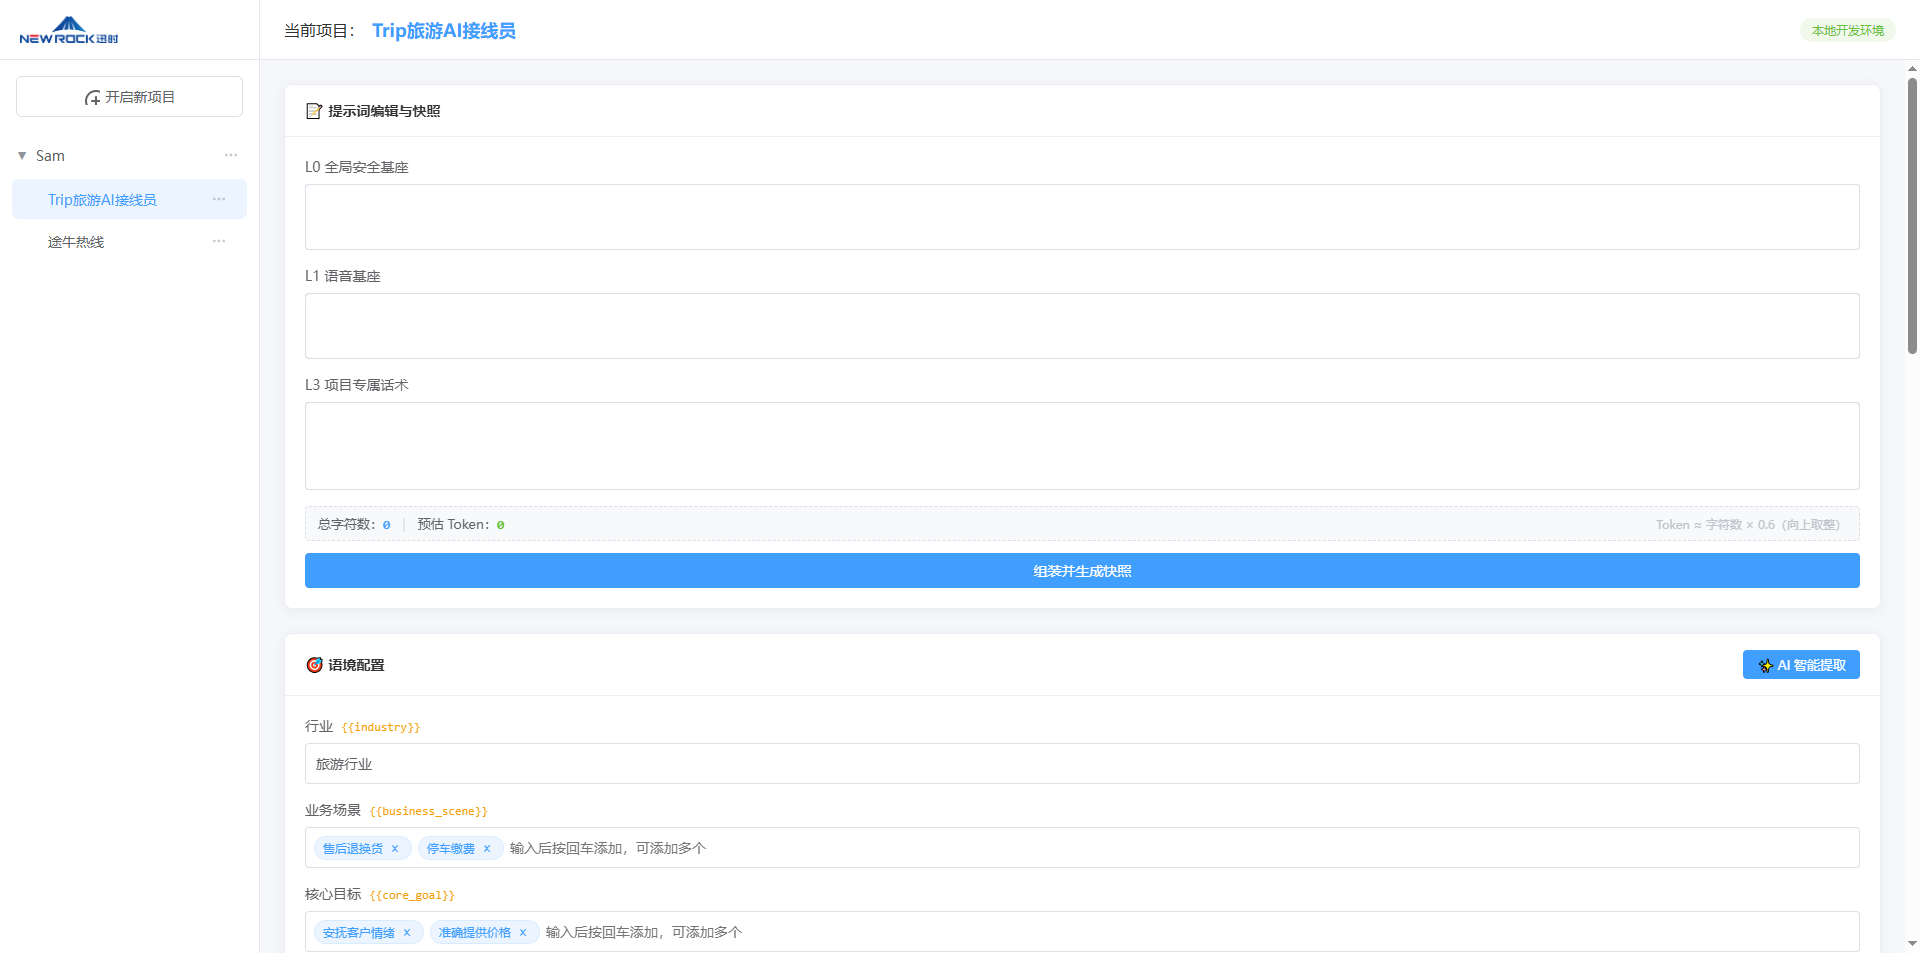 NEWROCK迅时
当前项目： Trip旅游AI接线员
本地开发环境
开启新项目
Sam
Trip旅游AI接线员
途牛热线
提示词编辑与快照
L0 全局安全基座
L1 语音基座
L3 项目专属话术
总字符数：0 | 预估 Token：0
Token ≈ 字符数 × 0.6（向上取整）
组装并生成快照
语境配置
AI 智能提取
行业 {{industry}}
旅游行业
业务场景 {{business_scene}}
售后退换货 × 停车缴费 × 输入后按回车添加，可添加多个
核心目标 {{core_goal}}
安抚客户情绪 × 准确提供价格 × 输入后按回车添加，可添加多个